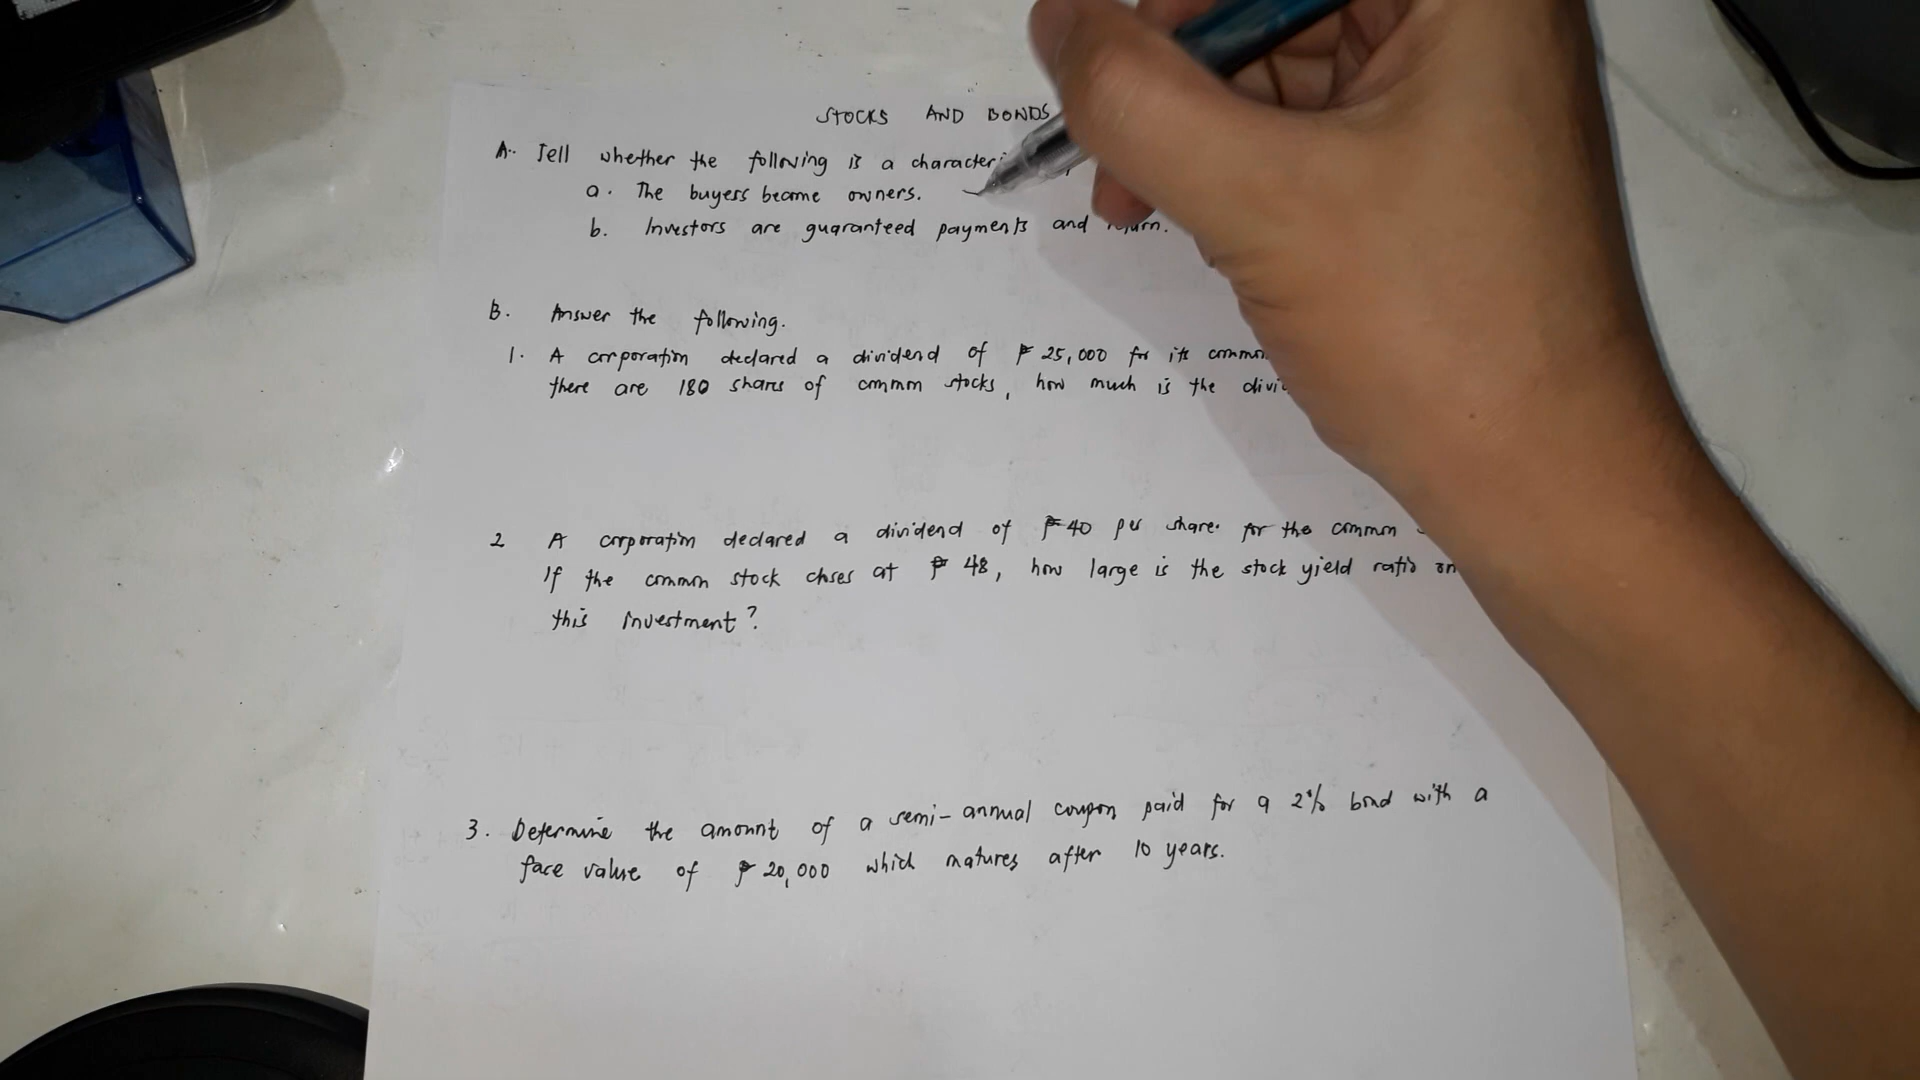 STOCKS AND BONDS
A. Tell whether the following is a
a. The buyers become owners.
b. Investors are guaranteed payments and return.
B. Answer the following.
1. A corporation declared a dividend of ₱ 25,000 for its common
there are 180 shares of common stocks, how much is the
2 A corporation declared a dividend of ₱ 40 per share for the common
If the common stock closes at ₱ 48, how large is the stock yield ratio on
this investment?
3. Determine the amount of a semi-annual coupon paid for a 2% bond with a
face value of ₱ 20,000 which matures after 10 years.